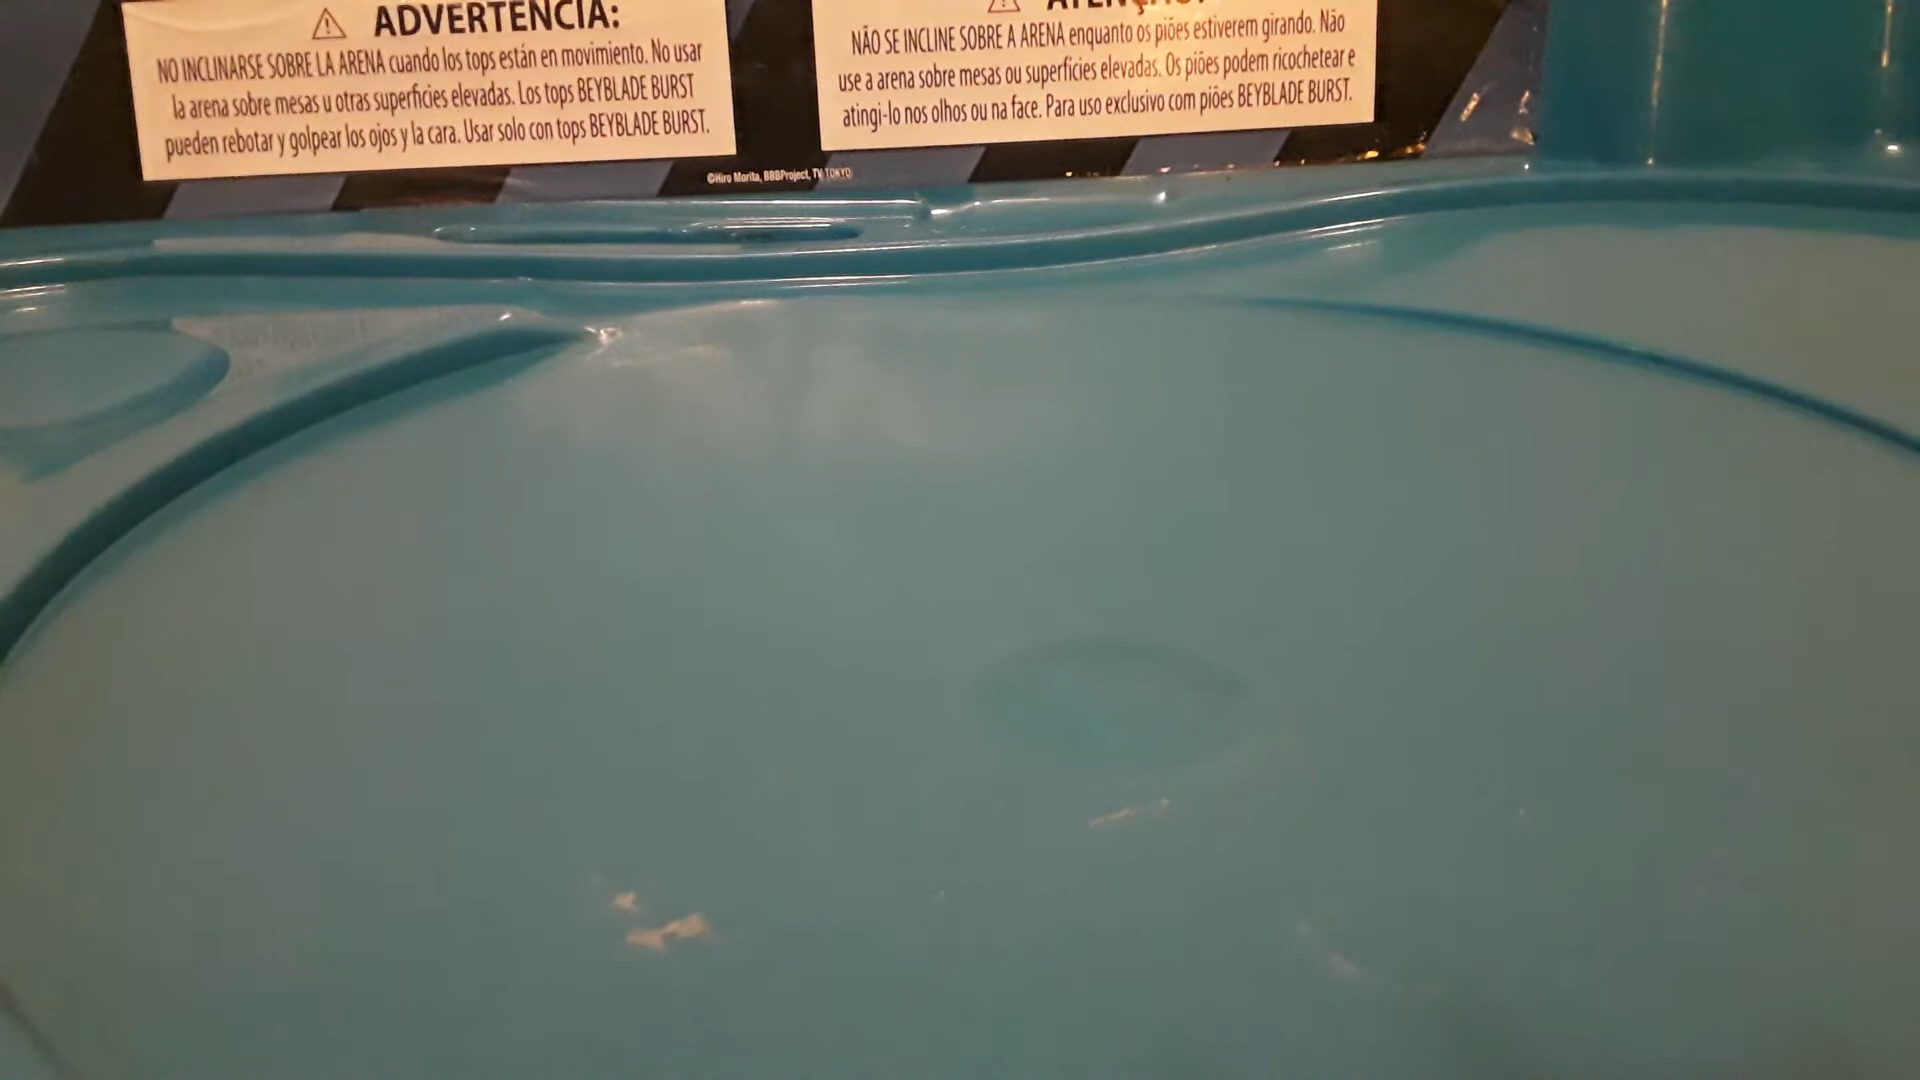 ADVERTENCIA:
NO INCLINARSE SOBRE LA ARENA cuando los tops están en movimiento. No usar
la arena sobre mesas u otras superficies elevadas. Los tops BEYBLADE BURST
pueden rebotar y golpear los ojos y la cara. Usar solo con tops BEYBLADE BURST.
ATENÇÃO:
NÃO SE INCLINE SOBRE A ARENA enquanto os piões estiverem girando. Não
use a arena sobre mesas ou superfícies elevadas. Os piões podem ricochetear e
atingi-lo nos olhos ou na face. Para uso exclusivo com piões BEYBLADE BURST.
©Hiro Morita, BBBProject, TV TOKYO